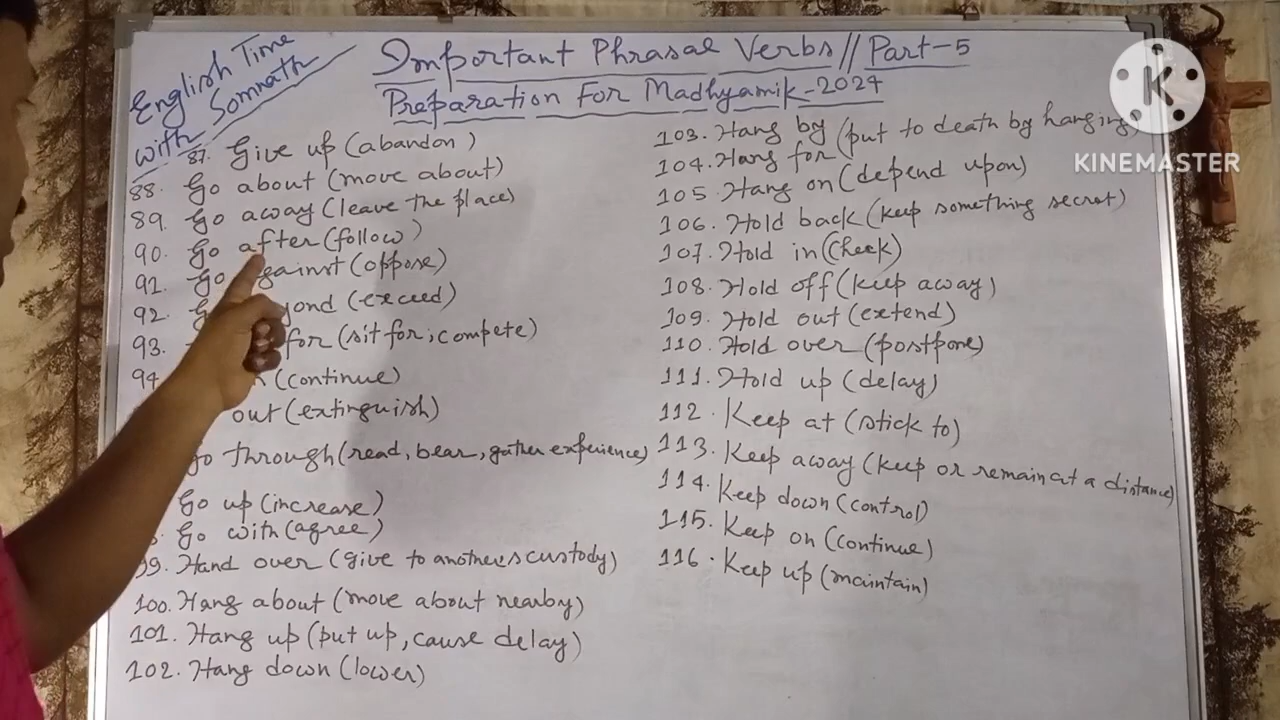 English Time
with Somnath
Important Phrasal Verbs // Part-5
Preparation For Madhyamik-2024
87. Give up (abandon)
88. Go about (move about)
89. Go away (leave the place)
90. Go after (follow)
91. Go against (oppose)
92. (exceed)
93. for (sit for, compete)
94 (continue)
out (extinguish)
Go through (read, bear, gather experience)
Go up (increase)
Go with (agree)
99. Hand over (give to another's custody)
100. Hang about (move about nearby)
101. Hang up (put up, cause delay)
102. Hang down (lower)
103. Hang by (put to death by hanging)
104. Hang for
105. Hang on (depend upon)
106. Hold back (keep something secret)
107. Hold in (check)
108. Hold off (keep away)
109. Hold out (extend)
110. Hold over (postpone)
111. Hold up (delay)
112. Keep at (stick to)
113. Keep away (keep or remain at a distance)
114. Keep down (control)
115. Keep on (continue)
116. Keep up (maintain)
K
KINEMASTER